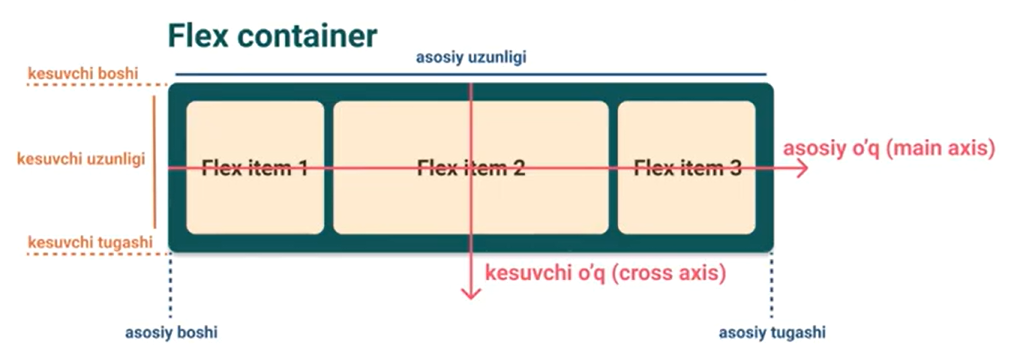 Flex container
asosiy uzunligi
kesuvchi boshi
kesuvchi uzunligi
Flex item 1
Flex item 2
Flex item 3
asosiy o'q (main axis)
kesuvchi tugashi
kesuvchi o'q (cross axis)
asosiy boshi
asosiy tugashi